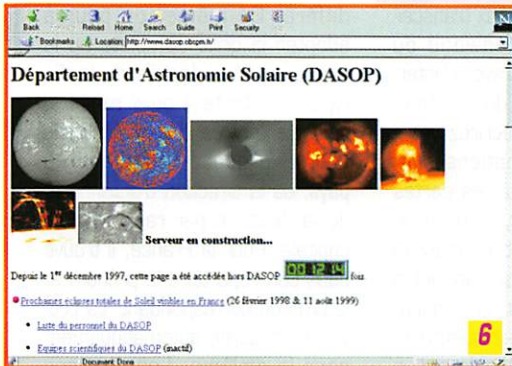 Back
Reload
Home
Search
Guide
Print
Security
N
Bookmarks
Location: http://www.dasop.obspm.fr/
Département d'Astronomie Solaire (DASOP)
Serveur en construction...
Depuis le 1er décembre 1997, cette page a été accédée hors DASOP 001214 fois
Prochaines éclipses totales de Soleil visibles en France (26 février 1998 & 11 août 1999)
• Liste du personnel du DASOP
• Equipes scientifiques du DASOP (inactif)
6
Document Done